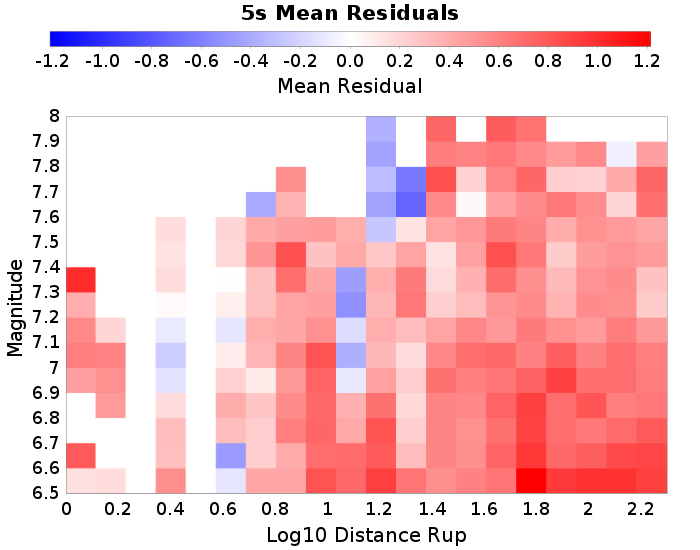 5s Mean Residuals
-1.2 -1.0 -0.8 -0.6 -0.4 -0.2 0.0 0.2 0.4 0.6 0.8 1.0 1.2
Mean Residual
8
7.9
7.8
7.7
7.6
7.5
7.4
7.3
7.2
7.1
7
6.9
6.8
6.7
6.6
6.5
Magnitude
0 0.2 0.4 0.6 0.8 1 1.2 1.4 1.6 1.8 2 2.2
Log10 Distance Rup